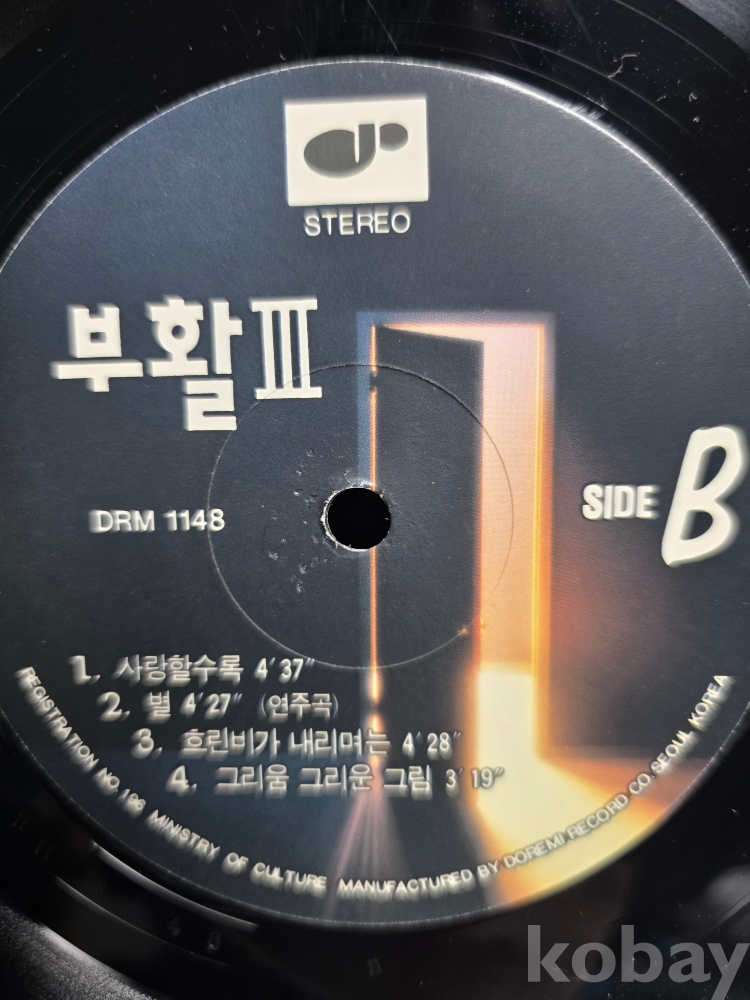 STEREO
부활 III
DRM 1148
SIDE B
1. 사랑할수록 4'37"
2. 별 4'27" (연주곡)
3. 흐린비가 내리며는 4'28"
4. 그리움 그리운 그림 3'19"
REGISTRATION NO.196 MINISTRY OF CULTURE MANUFACTURED BY DOREMI RECORD CO. SEOUL KOREA
kobay